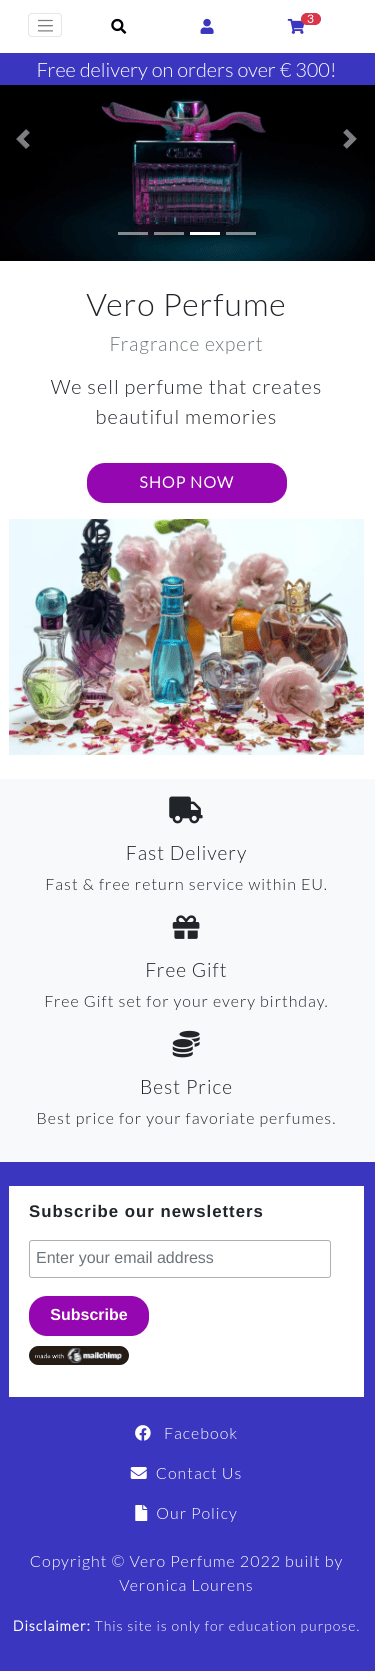 3
Free delivery on orders over € 300!
Chloé
Vero Perfume
Fragrance expert
We sell perfume that creates
beautiful memories
SHOP NOW
Fast Delivery
Fast & free return service within EU.
Free Gift
Free Gift set for your every birthday.
Best Price
Best price for your favoriate perfumes.
Subscribe our newsletters
Enter your email address
Subscribe
made with mailchimp
Facebook
Contact Us
Our Policy
Copyright © Vero Perfume 2022 built by
Veronica Lourens
Disclaimer: This site is only for education purpose.